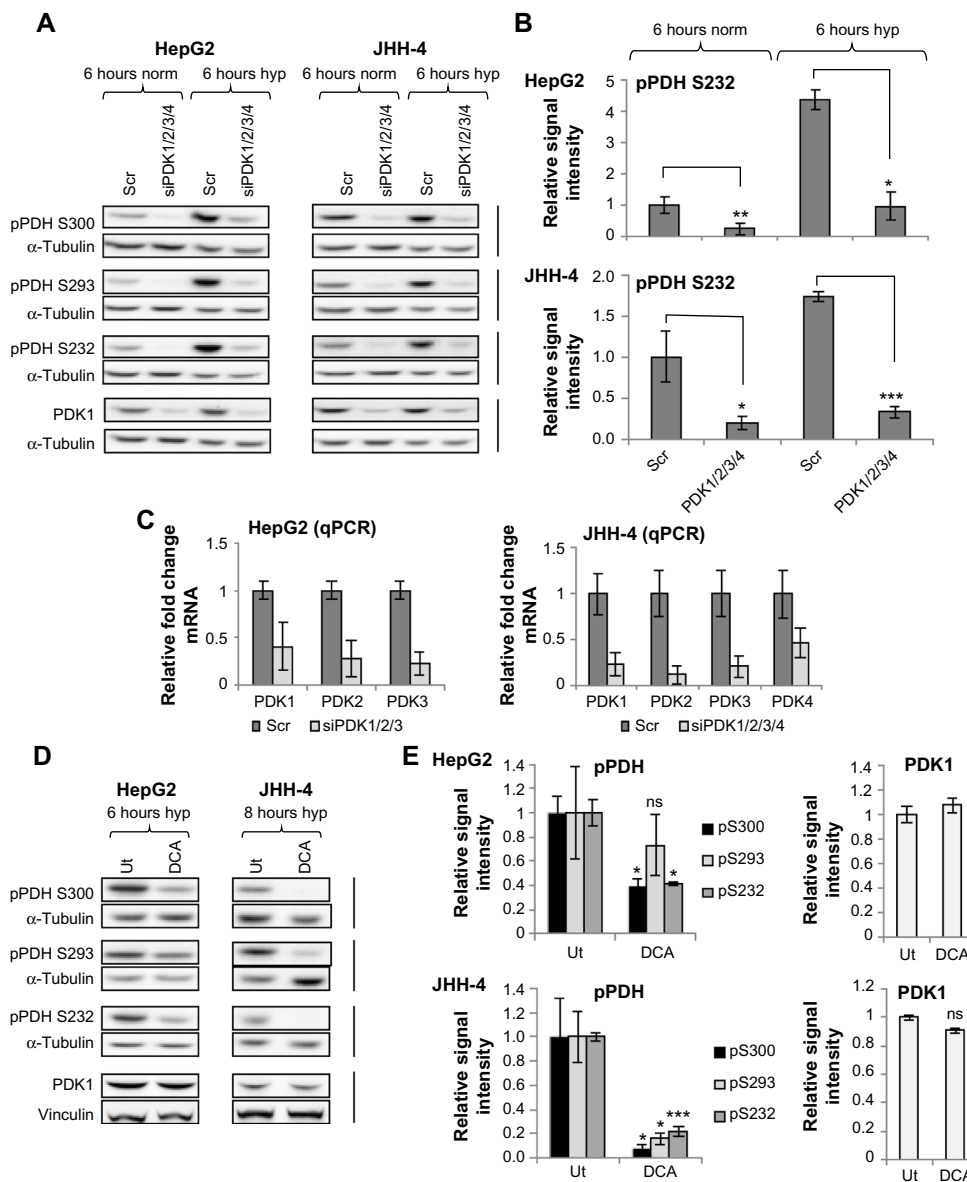 A
HepG2
JHH-4
6 hours norm
6 hours hyp
6 hours norm
6 hours hyp
Scr
siPDK1/2/3/4
Scr
siPDK1/2/3/4
Scr
siPDK1/2/3/4
Scr
siPDK1/2/3/4
pPDH S300
α-Tubulin
pPDH S293
α-Tubulin
pPDH S232
α-Tubulin
PDK1
α-Tubulin
B
6 hours norm
6 hours hyp
HepG2
pPDH S232
Relative signal
intensity
5
4
3
2
1
0
**
*
JHH-4
pPDH S232
Relative signal
intensity
2.0
1.5
1.0
0.5
0.0
*
***
Scr
PDK1/2/3/4
Scr
PDK1/2/3/4
C
HepG2 (qPCR)
Relative fold change
mRNA
1.5
1
0.5
0
PDK1
PDK2
PDK3
Scr
siPDK1/2/3
JHH-4 (qPCR)
Relative fold change
mRNA
1.5
1
0.5
0
PDK1
PDK2
PDK3
PDK4
Scr
siPDK1/2/3/4
D
HepG2
JHH-4
6 hours hyp
8 hours hyp
Ut
DCA
Ut
DCA
pPDH S300
α-Tubulin
pPDH S293
α-Tubulin
pPDH S232
α-Tubulin
PDK1
Vinculin
E
HepG2
pPDH
Relative signal
intensity
1.4
1.2
1
0.8
0.6
0.4
0.2
0
*
ns
*
Ut
DCA
pS300
pS293
pS232
PDK1
Relative signal
intensity
1.4
1.2
1
0.8
0.6
0.4
0.2
0
Ut
DCA
JHH-4
pPDH
Relative signal
intensity
1.4
1.2
1.0
0.8
0.6
0.4
0.2
0.0
*
*
***
Ut
DCA
pS300
pS293
pS232
PDK1
Relative signal
intensity
1.2
1
0.8
0.6
0.4
0.2
0
ns
Ut
DCA